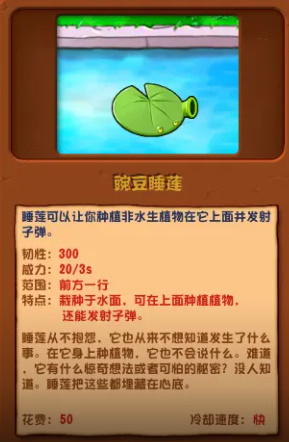 豌豆睡莲
睡莲可以让你种植非水生植物在它上面并发射
子弹。
韧性：300
威力：20/3s
范围：前方一行
特点：栽种于水面，可在上面种植植物，
还能发射子弹。
睡莲从不抱怨，它也从来不想知道发生了什么
事。在它身上种植物，它也不会说什么。难道
，它有什么惊奇想法或者可怕的秘密？没人知
道。睡莲把这些都埋藏在心底。
花费：50
冷却速度：快